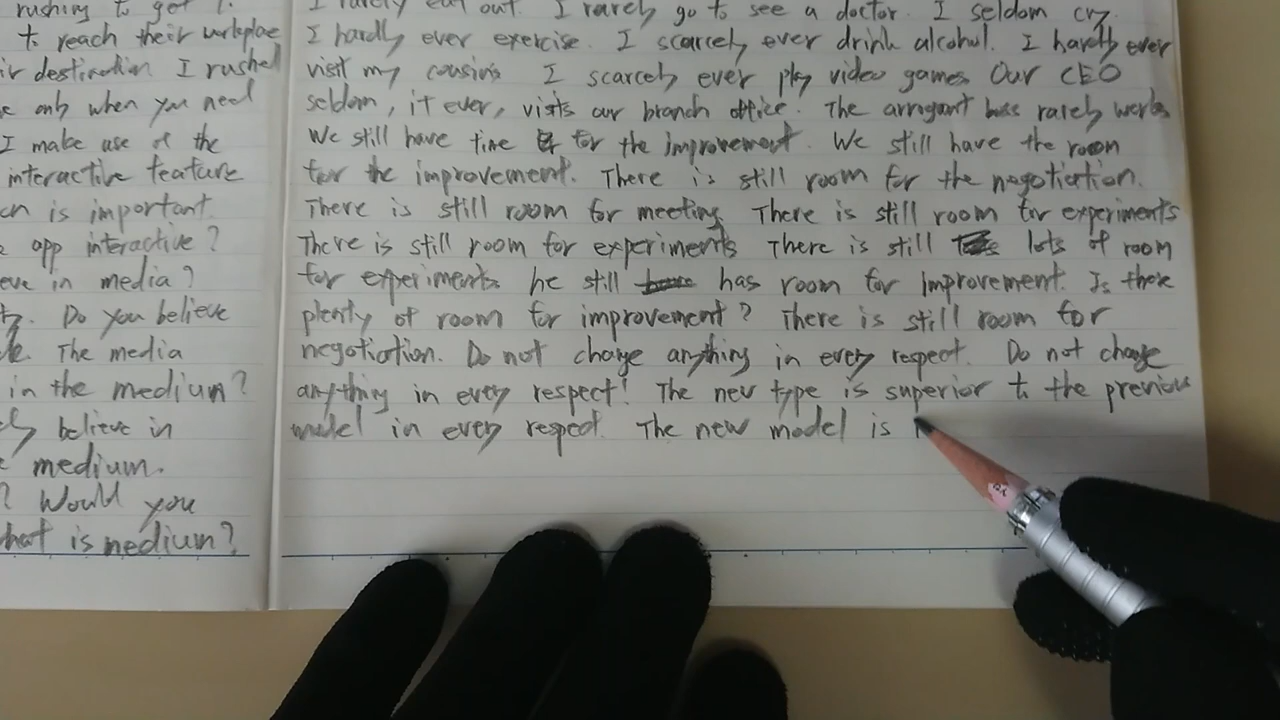 rushing to get
to reach their workplace
ir destination I rushed
only when you need
I make use of the
interactive feature
is important.
app interactive?
eve in media?
Do you believe
The media
in the medium?
believe in
medium.
? Would you
hat is medium?
I rarely eat out. I rarely go to see a doctor. I seldom cry.
I hardly ever exercise. I scarcely ever drink alcohol. I hardly ever
visit my cousins I scarcely ever play video games Our CEO
seldom, if ever, visits our branch office. The arrogant boss rarely works
We still have time for the improvement. We still have the room
for the improvement. There is still room for the negotiation.
There is still room for meeting There is still room for experiments
There is still room for experiments There is still lots of room
for experiments he still has room for improvement. Is there
plenty of room for improvement? There is still room for
negotiation. Do not change anything in every respect. Do not change
anything in every respect! The new type is superior to the previous
model in every respect. The new model is